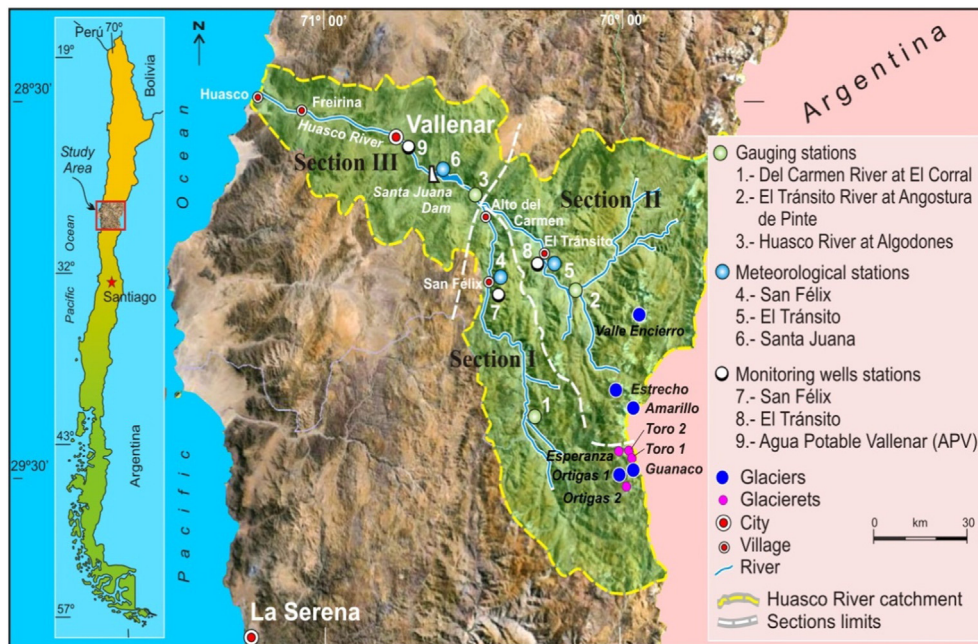 Perú
70°
19°
Bolivia
Study
Area
Ocean
Pacific
32°
Santiago
43°
Argentina
57°
71° 00'
70° 00'
28°30'
29°30'
N
Pacific
Ocean
Argentina
Huasco
Freirina
Huasco River
Vallenar
9
6
Section III
Santa Juana
Dam
3
Alto del
Carmen
Section II
El Tránsito
8
5
4
San Félix
7
2
Valle Encierro
Section I
Estrecho
Amarillo
1
Toro 2
Toro 1
Esperanza
Guanaco
Ortigas 1
Ortigas 2
La Serena
Gauging stations
1.- Del Carmen River at El Corral
2.- El Tránsito River at Angostura
de Pinte
3.- Huasco River at Algodones
Meteorological stations
4.- San Félix
5.- El Tránsito
6.- Santa Juana
Monitoring wells stations
7.- San Félix
8.- El Tránsito
9.- Agua Potable Vallenar (APV)
Glaciers
Glacierets
City
Village
River
0 km 30
Huasco River catchment
Sections limits